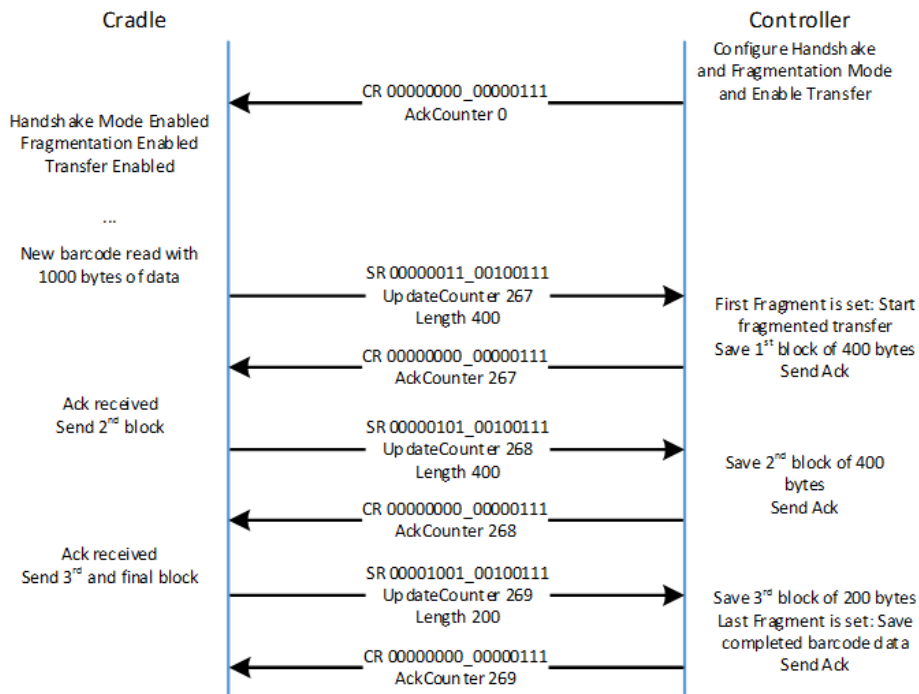 Cradle
Controller
Configure Handshake
and Fragmentation Mode
and Enable Transfer
CR 00000000_00000111
AckCounter 0
Handshake Mode Enabled
Fragmentation Enabled
Transfer Enabled
...
New barcode read with
1000 bytes of data
SR 00000011_00100111
UpdateCounter 267
Length 400
First Fragment is set: Start
fragmented transfer
Save 1st block of 400 bytes
Send Ack
CR 00000000_00000111
AckCounter 267
Ack received
Send 2nd block
SR 00000101_00100111
UpdateCounter 268
Length 400
Save 2nd block of 400
bytes
Send Ack
CR 00000000_00000111
AckCounter 268
Ack received
Send 3rd and final block
SR 00001001_00100111
UpdateCounter 269
Length 200
Save 3rd block of 200 bytes
Last Fragment is set: Save
completed barcode data
Send Ack
CR 00000000_00000111
AckCounter 269